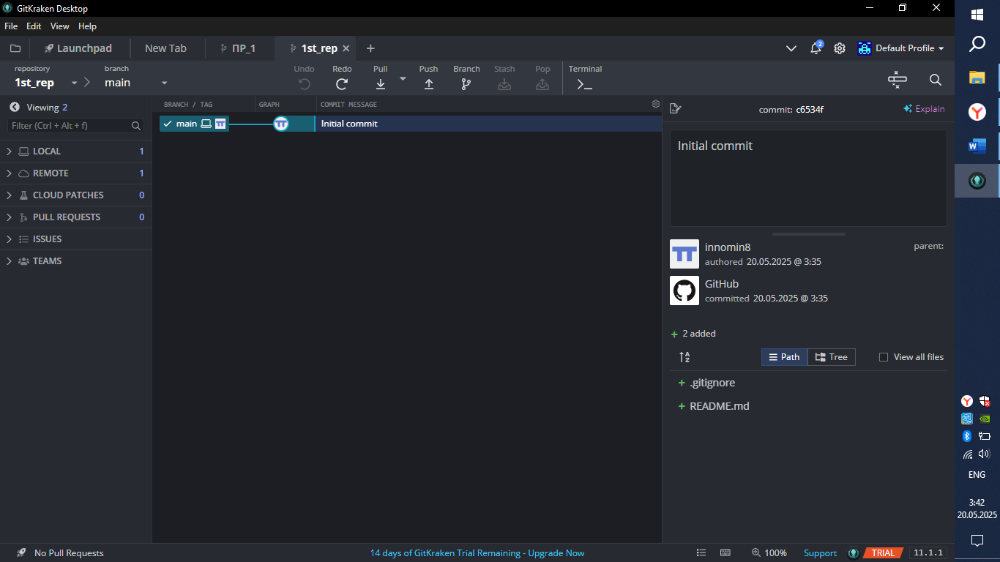 GitKraken Desktop
File Edit View Help
Launchpad New Tab ПР_1 1st_rep 2 Default Profile
repository branch Undo Redo Pull Push Branch Stash Pop Terminal
1st_rep main
Viewing 2 BRANCH / TAG GRAPH COMMIT MESSAGE commit: c6534f Explain
Filter (Ctrl + Alt + f) main Initial commit
Initial commit
LOCAL 1
REMOTE 1
CLOUD PATCHES 0
PULL REQUESTS 0
ISSUES
TEAMS
innomin8 parent:
authored 20.05.2025 @ 3:35
GitHub
committed 20.05.2025 @ 3:35
2 added
Path Tree View all files
.gitignore
README.md
ENG
3:42
20.05.2025
No Pull Requests 14 days of GitKraken Trial Remaining - Upgrade Now 100% Support TRIAL 11.1.1